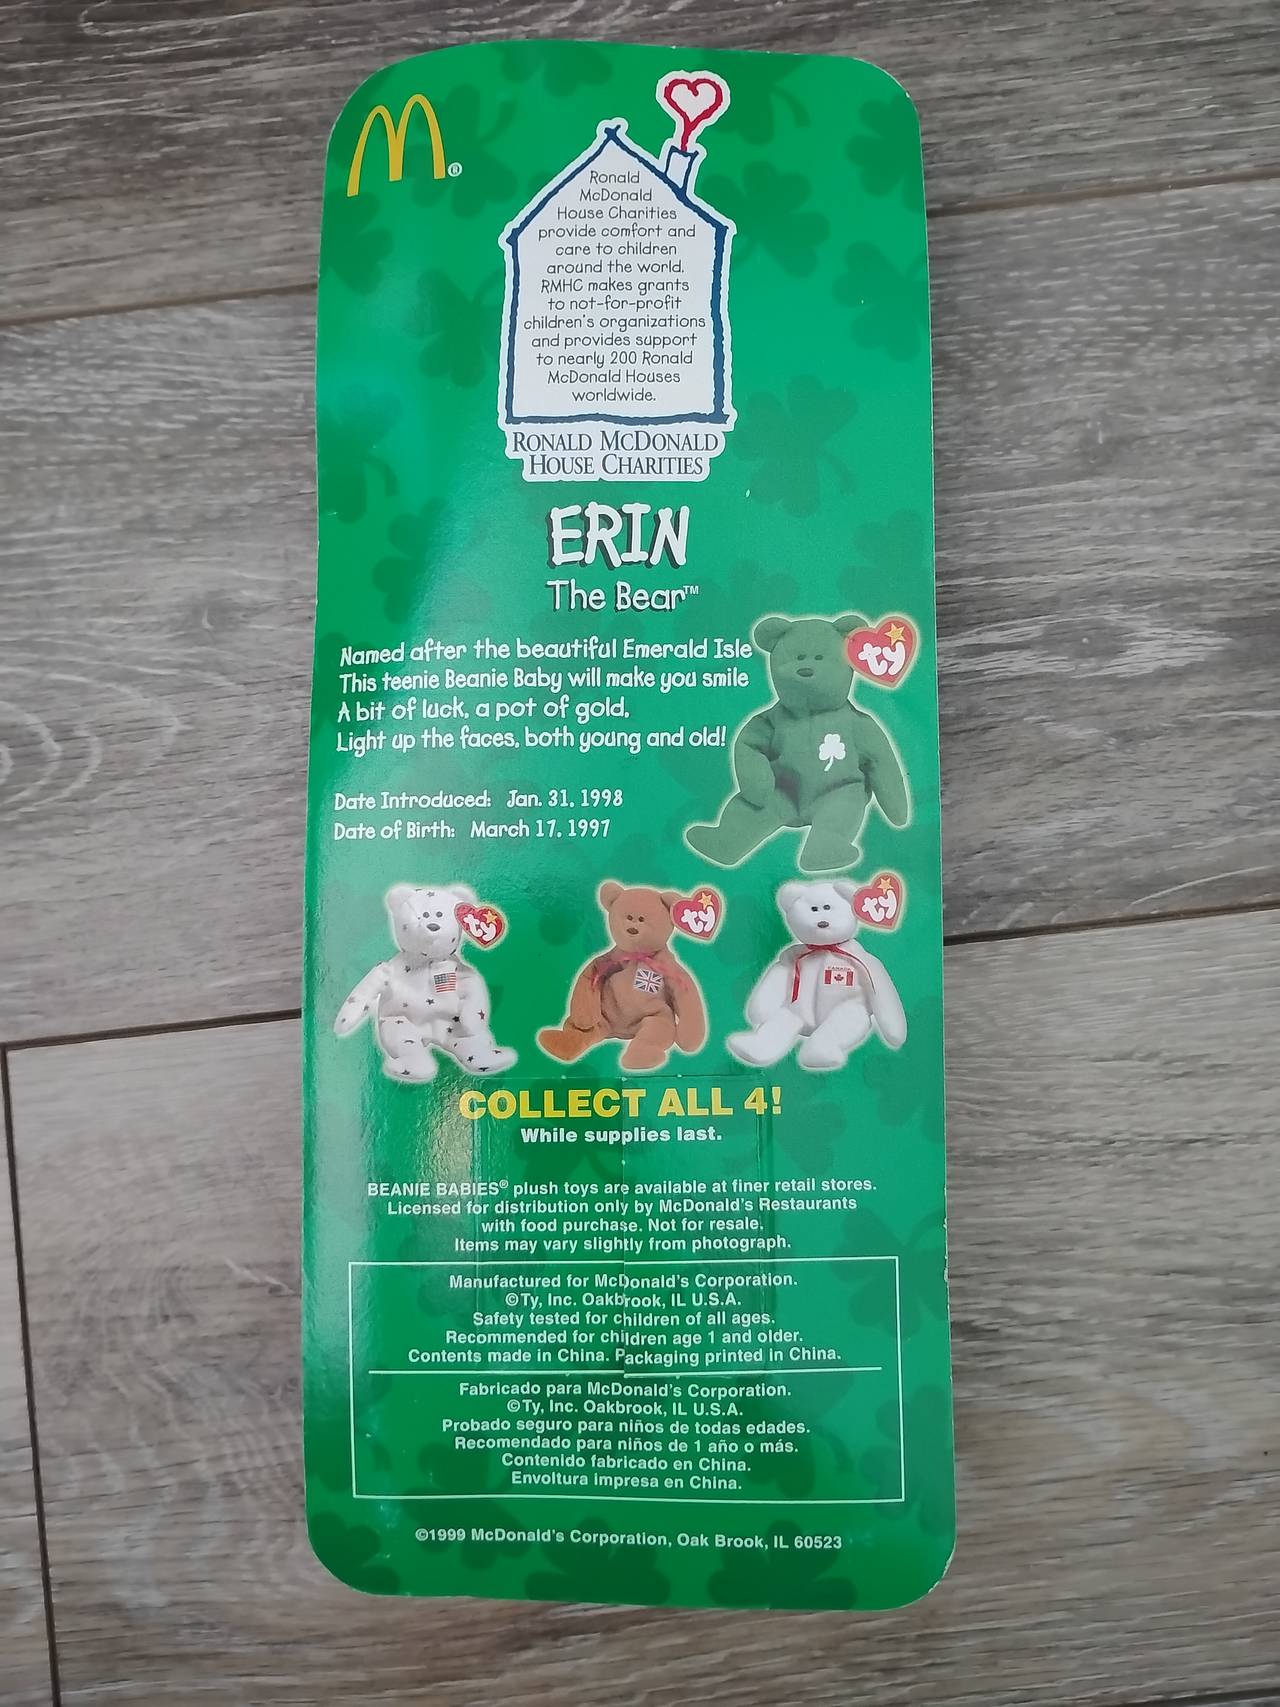 M®
Ronald
McDonald
House Charities
provide comfort and
care to children
around the world.
RMHC makes grants
to not-for-profit
children's organizations
and provides support
to nearly 200 Ronald
McDonald Houses
worldwide.
RONALD MCDONALD
HOUSE CHARITIES
ERIN
The Bear™
Named after the beautiful Emerald Isle
This teenie Beanie Baby will make you smile
A bit of luck, a pot of gold,
Light up the faces, both young and old!
ty
Date Introduced: Jan. 31, 1998
Date of Birth: March 17, 1997
ty
ty
ty
CANADA
COLLECT ALL 4!
While supplies last.
BEANIE BABIES® plush toys are available at finer retail stores.
Licensed for distribution only by McDonald's Restaurants
with food purchase. Not for resale.
Items may vary slightly from photograph.
Manufactured for McDonald's Corporation.
©Ty, Inc. Oakbrook, IL U.S.A.
Safety tested for children of all ages.
Recommended for children age 1 and older.
Contents made in China. Packaging printed in China.
Fabricado para McDonald's Corporation.
©Ty, Inc. Oakbrook, IL U.S.A.
Probado seguro para niños de todas edades.
Recomendado para niños de 1 año o más.
Contenido fabricado en China.
Envoltura impresa en China.
©1999 McDonald's Corporation, Oak Brook, IL 60523